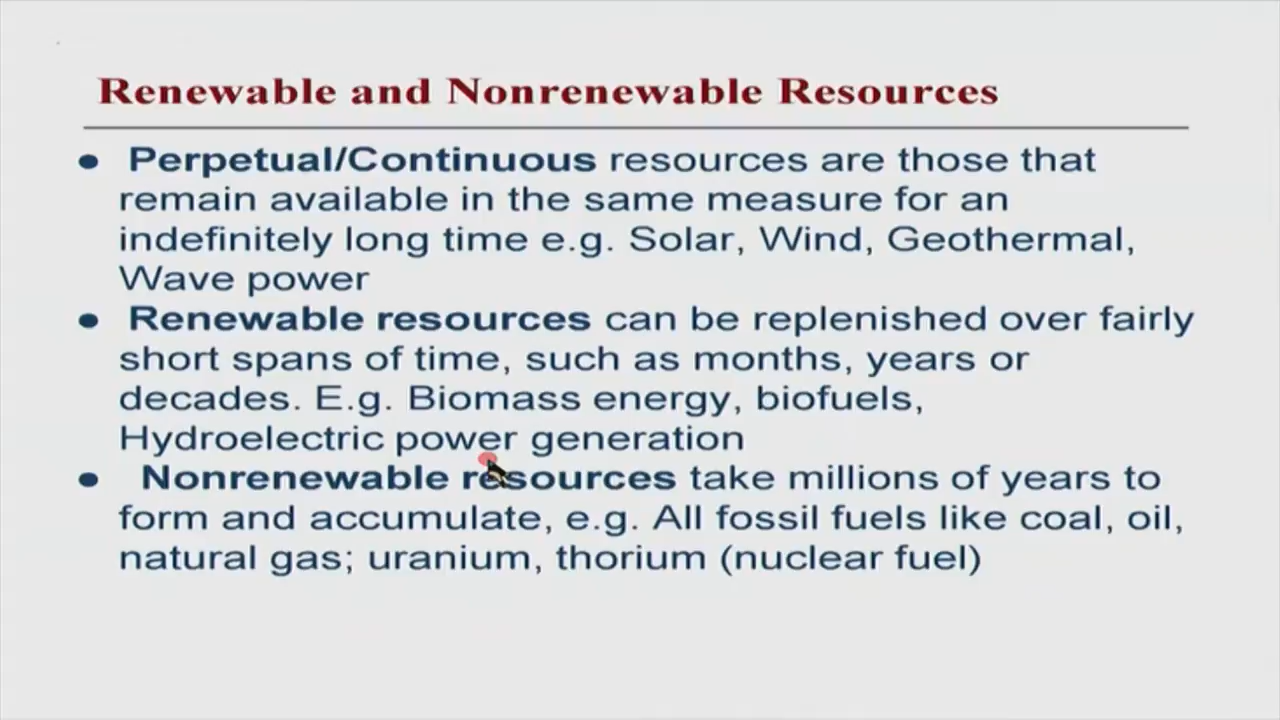 Renewable and Nonrenewable Resources
● Perpetual/Continuous resources are those that
remain available in the same measure for an
indefinitely long time e.g. Solar, Wind, Geothermal,
Wave power
● Renewable resources can be replenished over fairly
short spans of time, such as months, years or
decades. E.g. Biomass energy, biofuels,
Hydroelectric power generation
● Nonrenewable resources take millions of years to
form and accumulate, e.g. All fossil fuels like coal, oil,
natural gas; uranium, thorium (nuclear fuel)